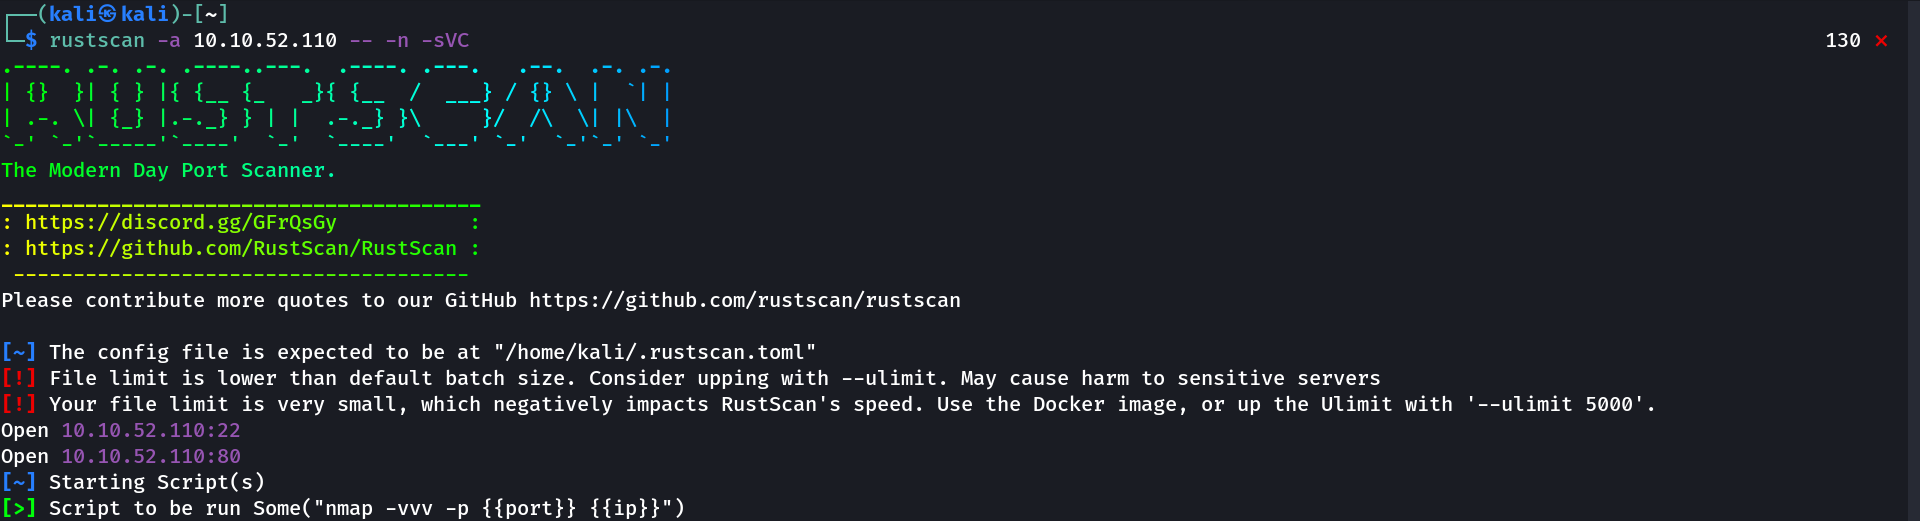 ┌──(kali㉿kali)-[~]
└─$ rustscan -a 10.10.52.110 -- -n -sVC 130 ⨯
.----. .-. .-. .----..---.  .----. .---.   .--.  .-. .-.
| {}  }| { } |{ {__ {_   _}{ {__  /  ___} / {} \ |  `| |
| .-. \| {_} |.-._} } | |  .-._} }\     }/  /\  \| |\  |
`-' `-'`-----'`----'  `-'  `----'  `---' `-'  `-'`-' `-'
The Modern Day Port Scanner.
________________________________________
: https://discord.gg/GFrQsGy           :
: https://github.com/RustScan/RustScan :
 --------------------------------------
Please contribute more quotes to our GitHub https://github.com/rustscan/rustscan
[~] The config file is expected to be at "/home/kali/.rustscan.toml"
[!] File limit is lower than default batch size. Consider upping with --ulimit. May cause harm to sensitive servers
[!] Your file limit is very small, which negatively impacts RustScan's speed. Use the Docker image, or up the Ulimit with '--ulimit 5000'.
Open 10.10.52.110:22
Open 10.10.52.110:80
[~] Starting Script(s)
[>] Script to be run Some("nmap -vvv -p {{port}} {{ip}}")